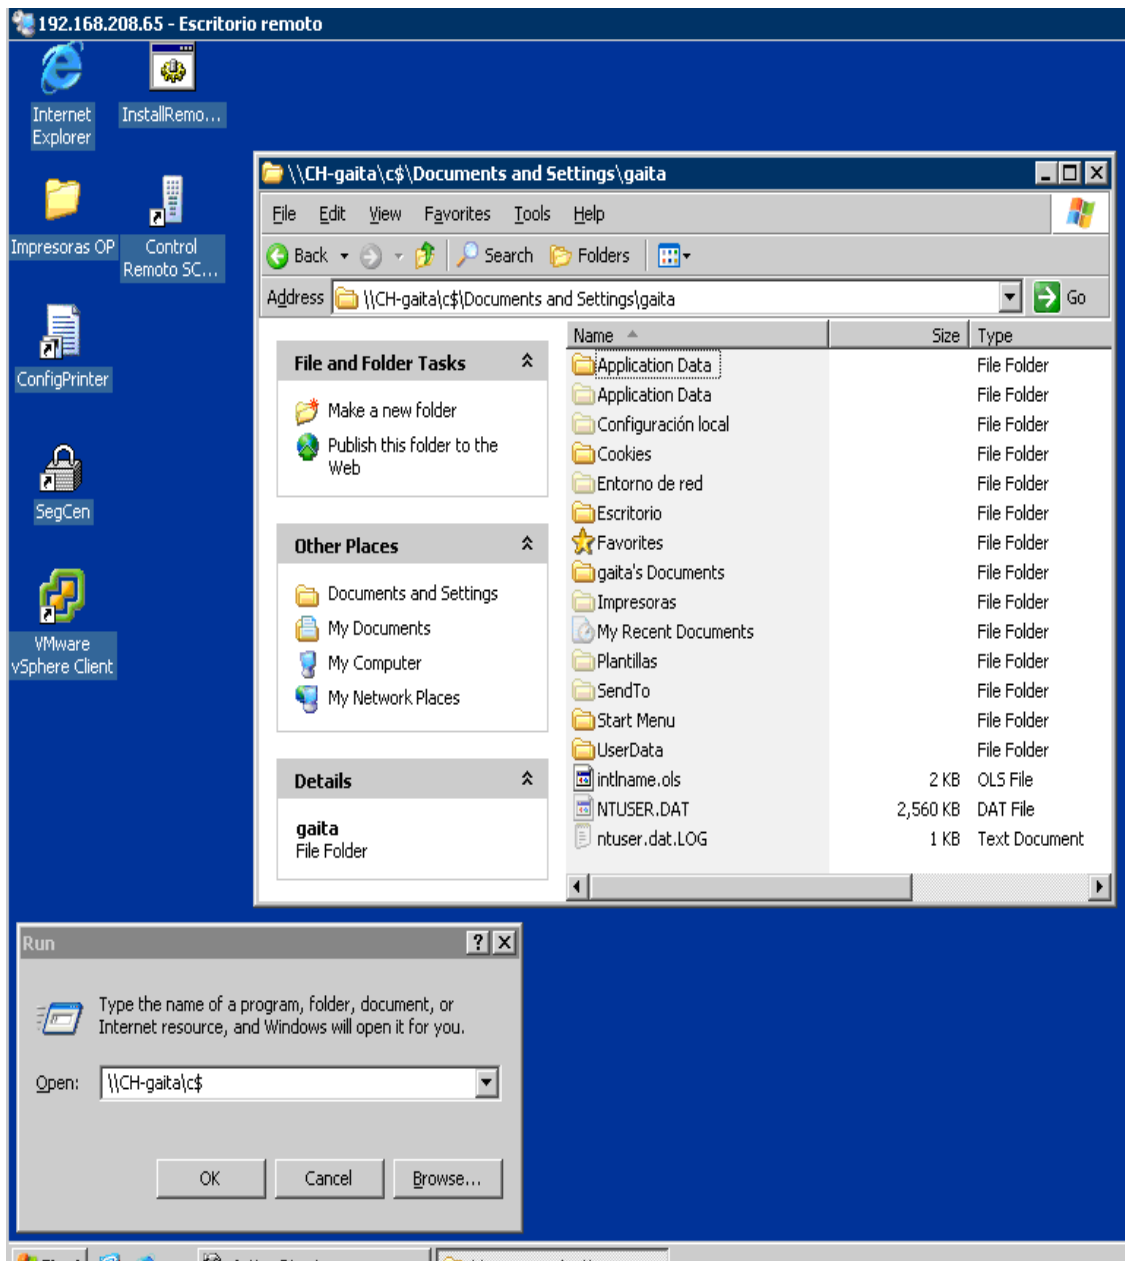 192.168.208.65 - Escritorio remoto
Internet
Explorer
InstallRemo...
Impresoras OP
Control
Remoto SC...
ConfigPrinter
SegCen
VMware
vSphere Client
\\CH-gaita\c$\Documents and Settings\gaita
File Edit View Favorites Tools Help
Back Search Folders
Address \\CH-gaita\c$\Documents and Settings\gaita Go
File and Folder Tasks
Make a new folder
Publish this folder to the
Web
Other Places
Documents and Settings
My Documents
My Computer
My Network Places
Details
gaita
File Folder
Name Size Type
Application Data File Folder
Application Data File Folder
Configuración local File Folder
Cookies File Folder
Entorno de red File Folder
Escritorio File Folder
Favorites File Folder
gaita's Documents File Folder
Impresoras File Folder
My Recent Documents File Folder
Plantillas File Folder
SendTo File Folder
Start Menu File Folder
UserData File Folder
intlname.ols 2 KB OLS File
NTUSER.DAT 2,560 KB DAT File
ntuser.dat.LOG 1 KB Text Document
Run
Type the name of a program, folder, document, or
Internet resource, and Windows will open it for you.
Open: \\CH-gaita\c$
OK Cancel Browse...